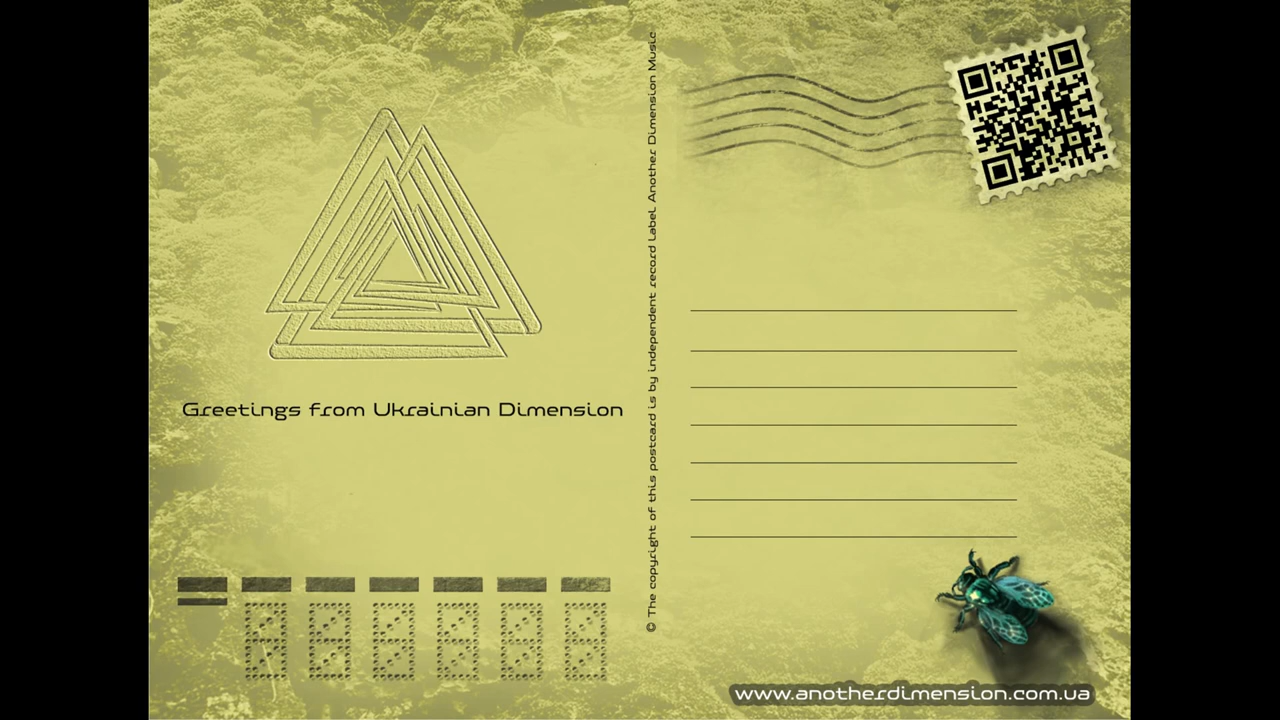 Greetings from Ukrainian Dimension
© The copyright of this postcard is by independent record label Another Dimension Music
www.anotherdimension.com.ua